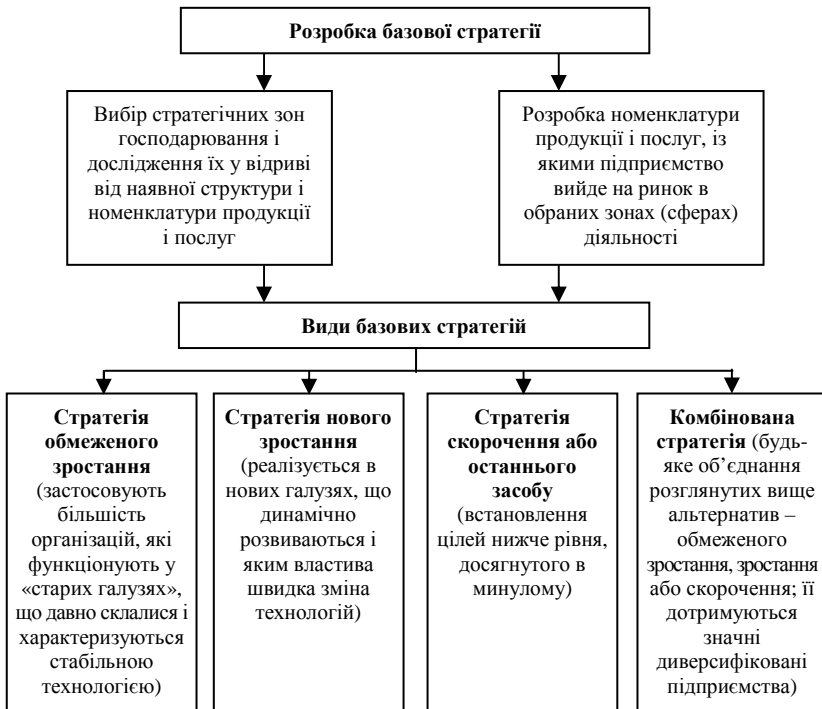 Розробка базової стратегії
Вибір стратегічних зон
господарювання і
дослідження їх у відриві
від наявної структури і
номенклатури продукції
і послуг
Розробка номенклатури
продукції і послуг, із
якими підприємство
вийде на ринок в
обраних зонах (сферах)
діяльності
Види базових стратегій
Стратегія
обмеженого
зростання
(застосовують
більшість
організацій, які
функціонують у
«старих галузях»,
що давно склалися і
характеризуються
стабільною
технологією)
Стратегія нового
зростання
(реалізується в
нових галузях, що
динамічно
розвиваються і
яким властива
швидка зміна
технологій)
Стратегія
скорочення або
останнього
засобу
(встановлення
цілей нижче рівня,
досягнутого в
минулому)
Комбінована
стратегія (будь-
яке об’єднання
розглянутих вище
альтернатив –
обмеженого
зростання, зростання
або скорочення; її
дотримуються
значні
диверсифіковані
підприємства)